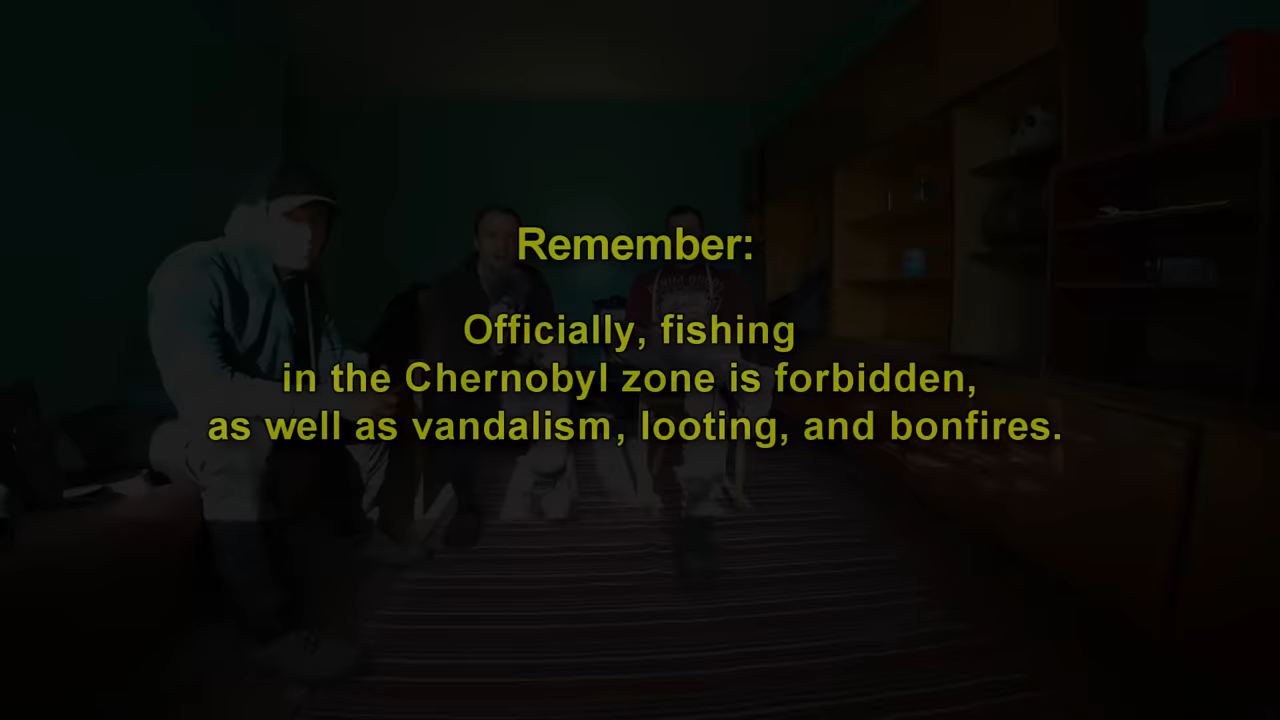 Remember:
Officially, fishing
in the Chernobyl zone is forbidden,
as well as vandalism, looting, and bonfires.